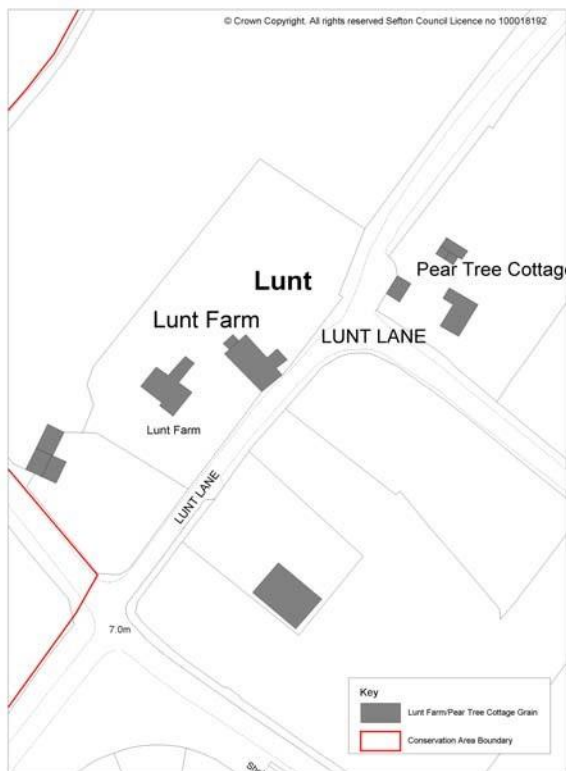 © Crown Copyright. All rights reserved Sefton Council Licence no 100018192
Pear Tree Cottage
Lunt
Lunt Farm
LUNT LANE
Lunt Farm
LUNT LANE
7.0m
Key
Lunt Farm/Pear Tree Cottage Grain
Conservation Area Boundary